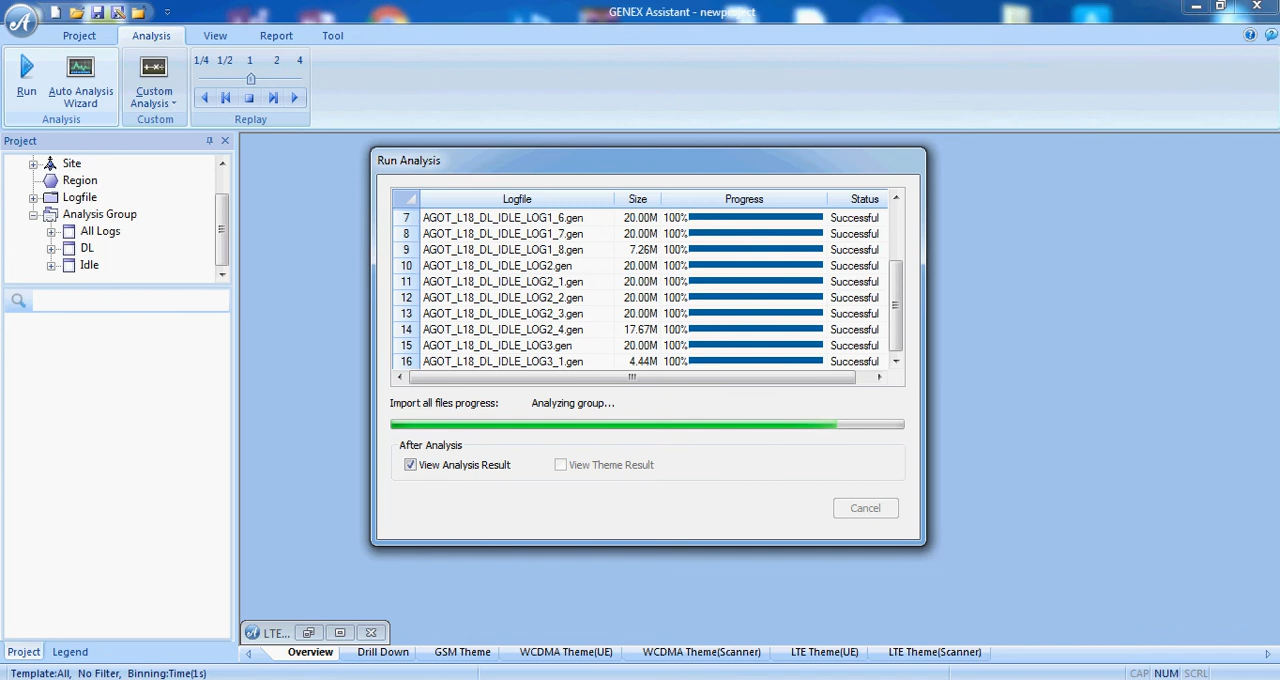 GENEX Assistant - newproject
Project Analysis View Report Tool
1/4 1/2 1 2 4
Run
Auto Analysis
Wizard
Custom
Analysis
Analysis Custom Replay
Project
Site
Region
Logfile
Analysis Group
All Logs
DL
Idle
Run Analysis
Logfile Size Progress Status
7 AGOT_L18_DL_IDLE_LOG1_6.gen 20.00M 100% Successful
8 AGOT_L18_DL_IDLE_LOG1_7.gen 20.00M 100% Successful
9 AGOT_L18_DL_IDLE_LOG1_8.gen 7.26M 100% Successful
10 AGOT_L18_DL_IDLE_LOG2.gen 20.00M 100% Successful
11 AGOT_L18_DL_IDLE_LOG2_1.gen 20.00M 100% Successful
12 AGOT_L18_DL_IDLE_LOG2_2.gen 20.00M 100% Successful
13 AGOT_L18_DL_IDLE_LOG2_3.gen 20.00M 100% Successful
14 AGOT_L18_DL_IDLE_LOG2_4.gen 17.67M 100% Successful
15 AGOT_L18_DL_IDLE_LOG3.gen 20.00M 100% Successful
16 AGOT_L18_DL_IDLE_LOG3_1.gen 4.44M 100% Successful
Import all files progress: Analyzing group...
After Analysis
View Analysis Result View Theme Result
Cancel
LTE...
Project Legend
Overview Drill Down GSM Theme WCDMA Theme(UE) WCDMA Theme(Scanner) LTE Theme(UE) LTE Theme(Scanner)
Template:All, No Filter, Binning:Time(1s)
CAP NUM SCRL